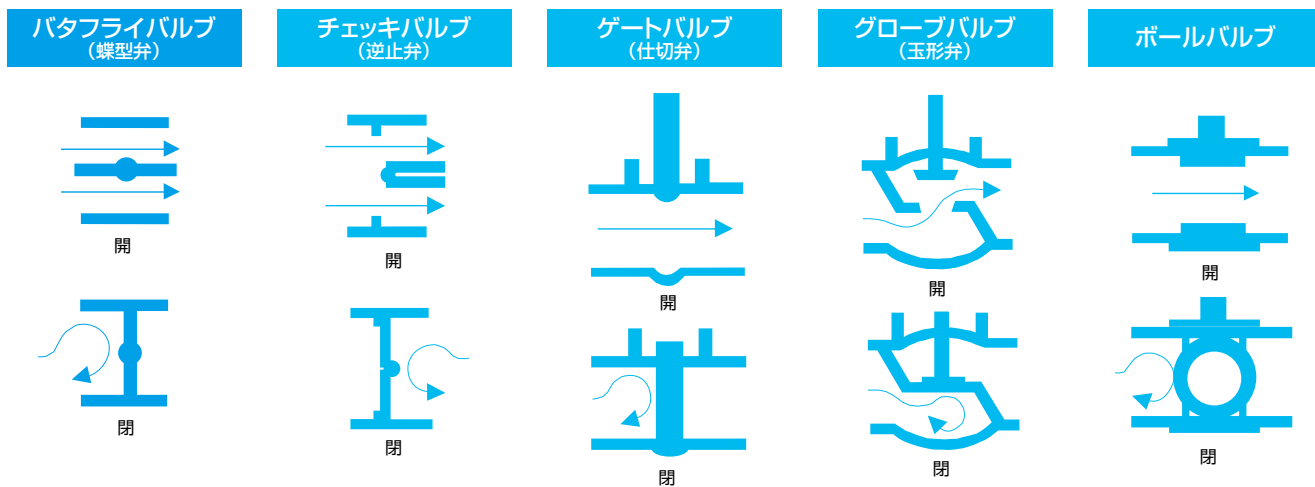 バタフライバルブ
（蝶型弁）
チェッキバルブ
（逆止弁）
ゲートバルブ
（仕切弁）
グローブバルブ
（玉形弁）
ボールバルブ
開
開
開
開
開
閉
閉
閉
閉
閉